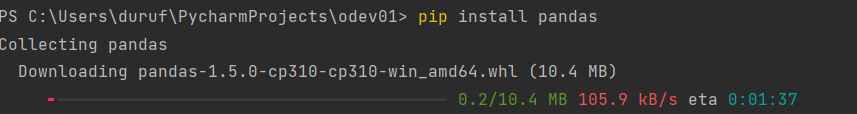 PS C:\Users\duruf\PycharmProjects\odev01> pip install pandas
Collecting pandas
Downloading pandas-1.5.0-cp310-cp310-win_amd64.whl (10.4 MB)
0.2/10.4 MB 105.9 kB/s eta 0:01:37